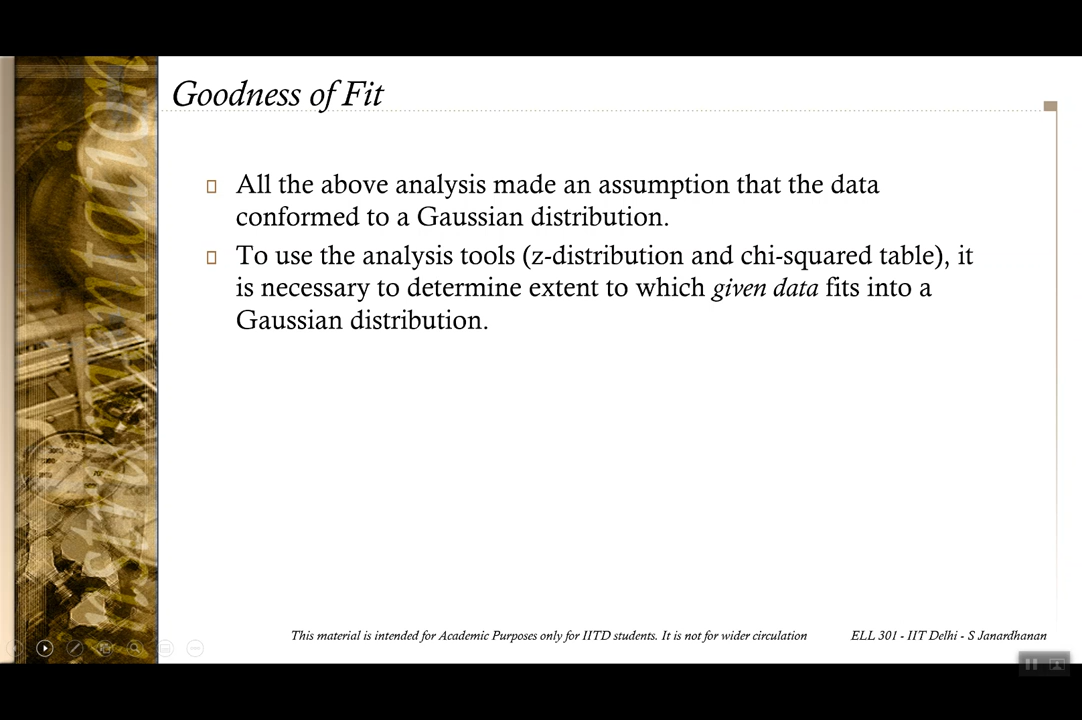 Goodness of Fit
All the above analysis made an assumption that the data
conformed to a Gaussian distribution.
To use the analysis tools (z-distribution and chi-squared table), it
is necessary to determine extent to which given data fits into a
Gaussian distribution.
Instrumentation
This material is intended for Academic Purposes only for IITD students. It is not for wider circulation
ELL 301 - IIT Delhi - S Janardhanan